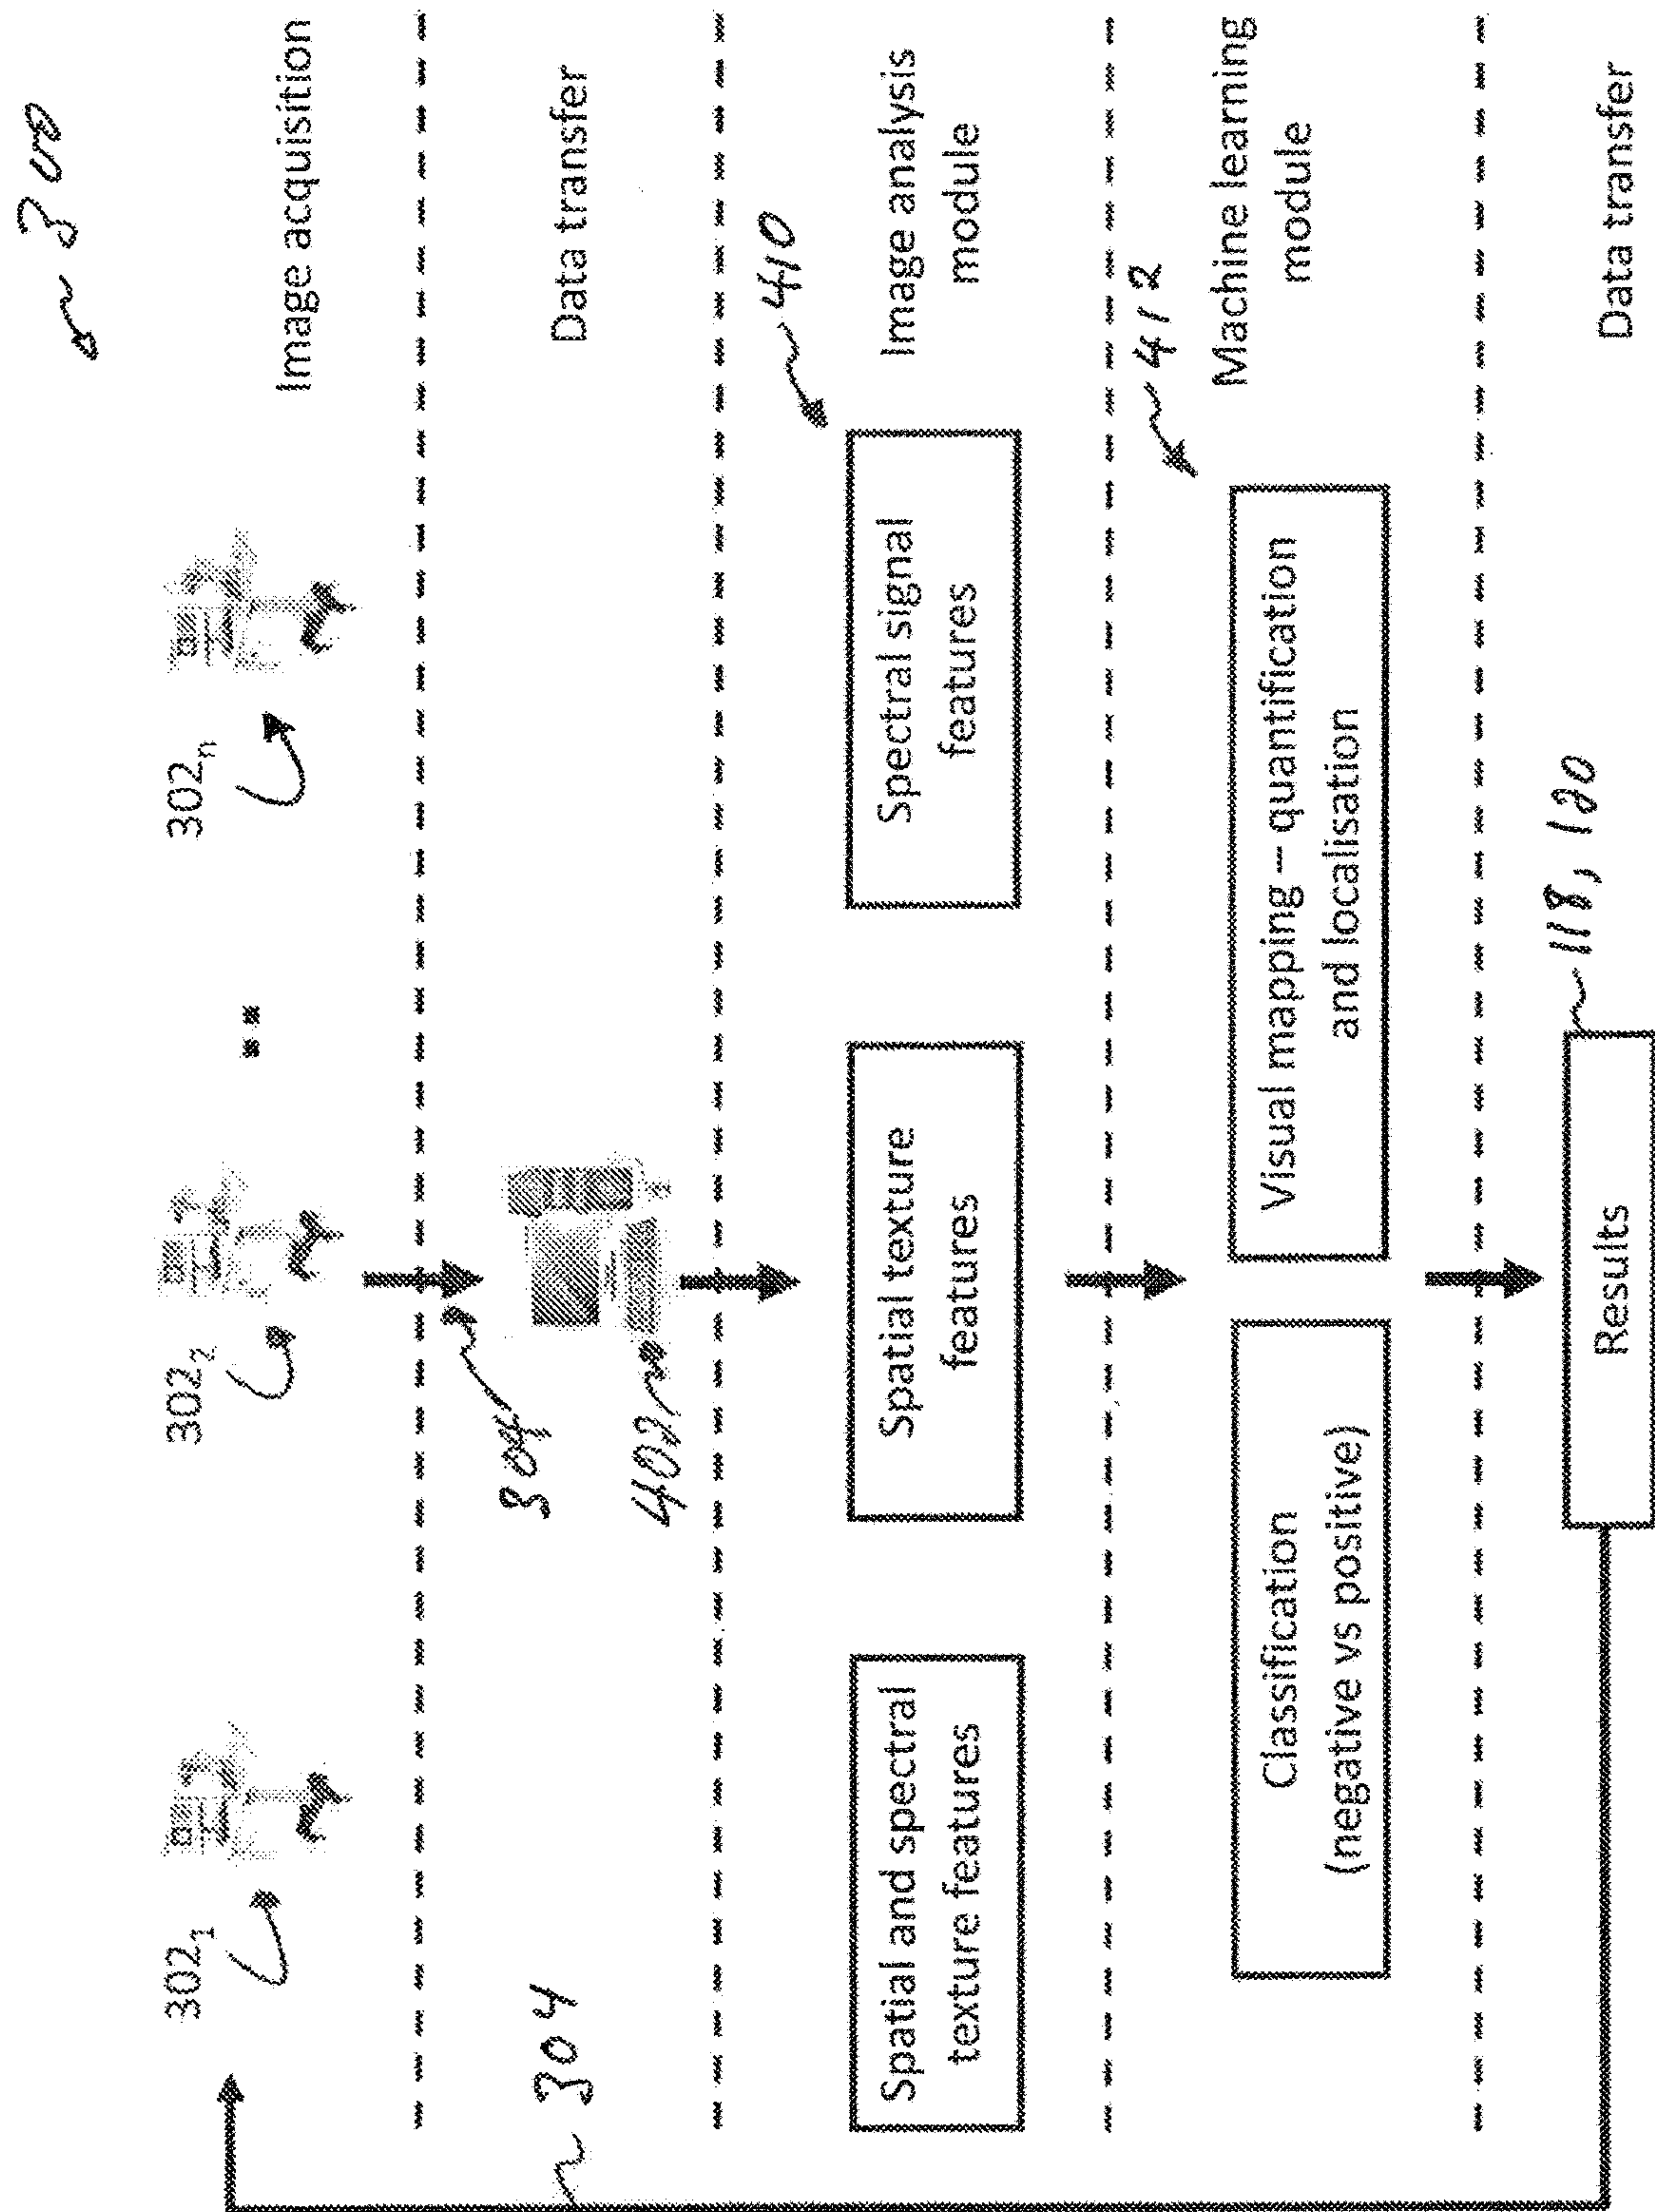 300
302₁
302₂
302ₙ
Image acquisition
304
304
402
Data transfer
410
Spatial and spectral
texture features
Spatial texture
features
Spectral signal
features
Image analysis
module
412
Classification
(negative vs positive)
Visual mapping – quantification
and localisation
Machine learning
module
118, 120
Results
Data transfer